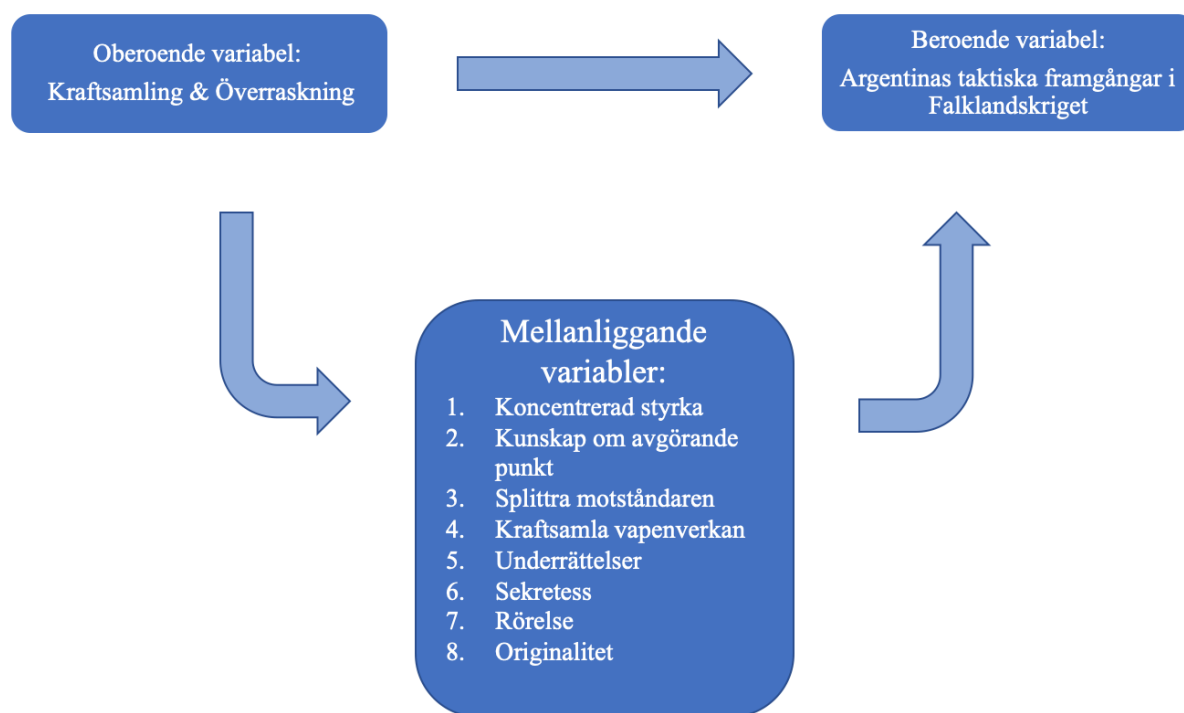 Oberoende variabel:
Kraftsamling & Överraskning
Beroende variabel:
Argentinas taktiska framgångar i
Falklandskriget
Mellanliggande
variabler:
1. Koncentrerad styrka
2. Kunskap om avgörande
punkt
3. Splittra motståndaren
4. Kraftsamla vapenverkan
5. Underrättelser
6. Sekretess
7. Rörelse
8. Originalitet